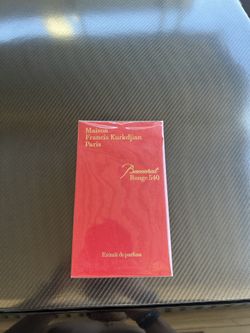 Maison
Francis Kurkdjian
Paris
Baccarat
Rouge 540
Extrait de parfum